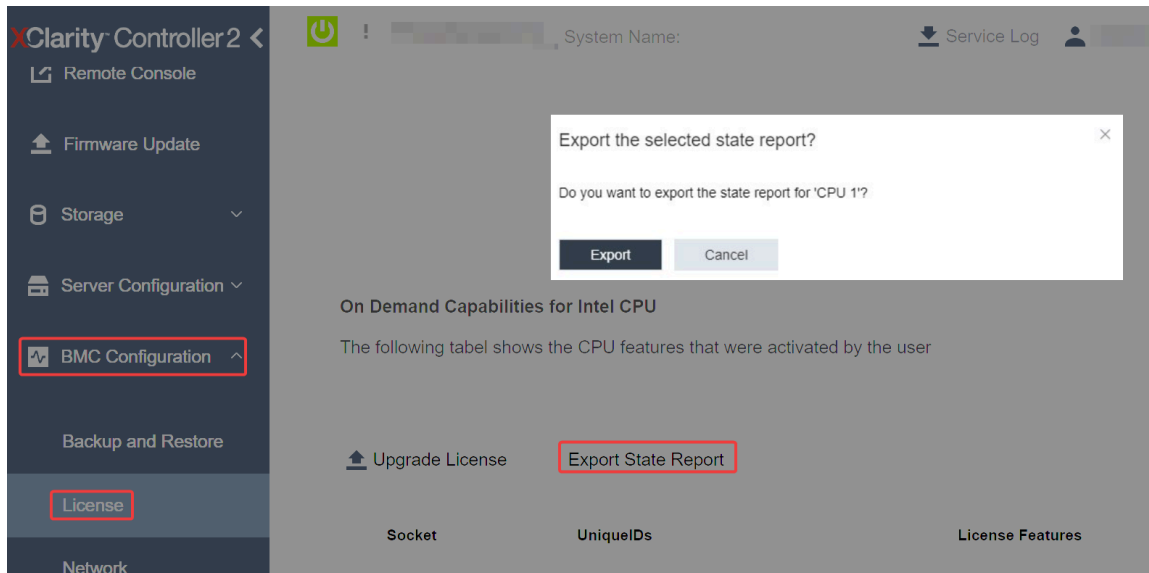 XClarity Controller 2
Remote Console
Firmware Update
Storage
Server Configuration
BMC Configuration
Backup and Restore
License
Network
System Name:
Service Log
Export the selected state report?
Do you want to export the state report for 'CPU 1'?
Export Cancel
On Demand Capabilities for Intel CPU
The following tabel shows the CPU features that were activated by the user
Upgrade License Export State Report
Socket UniqueIDs License Features